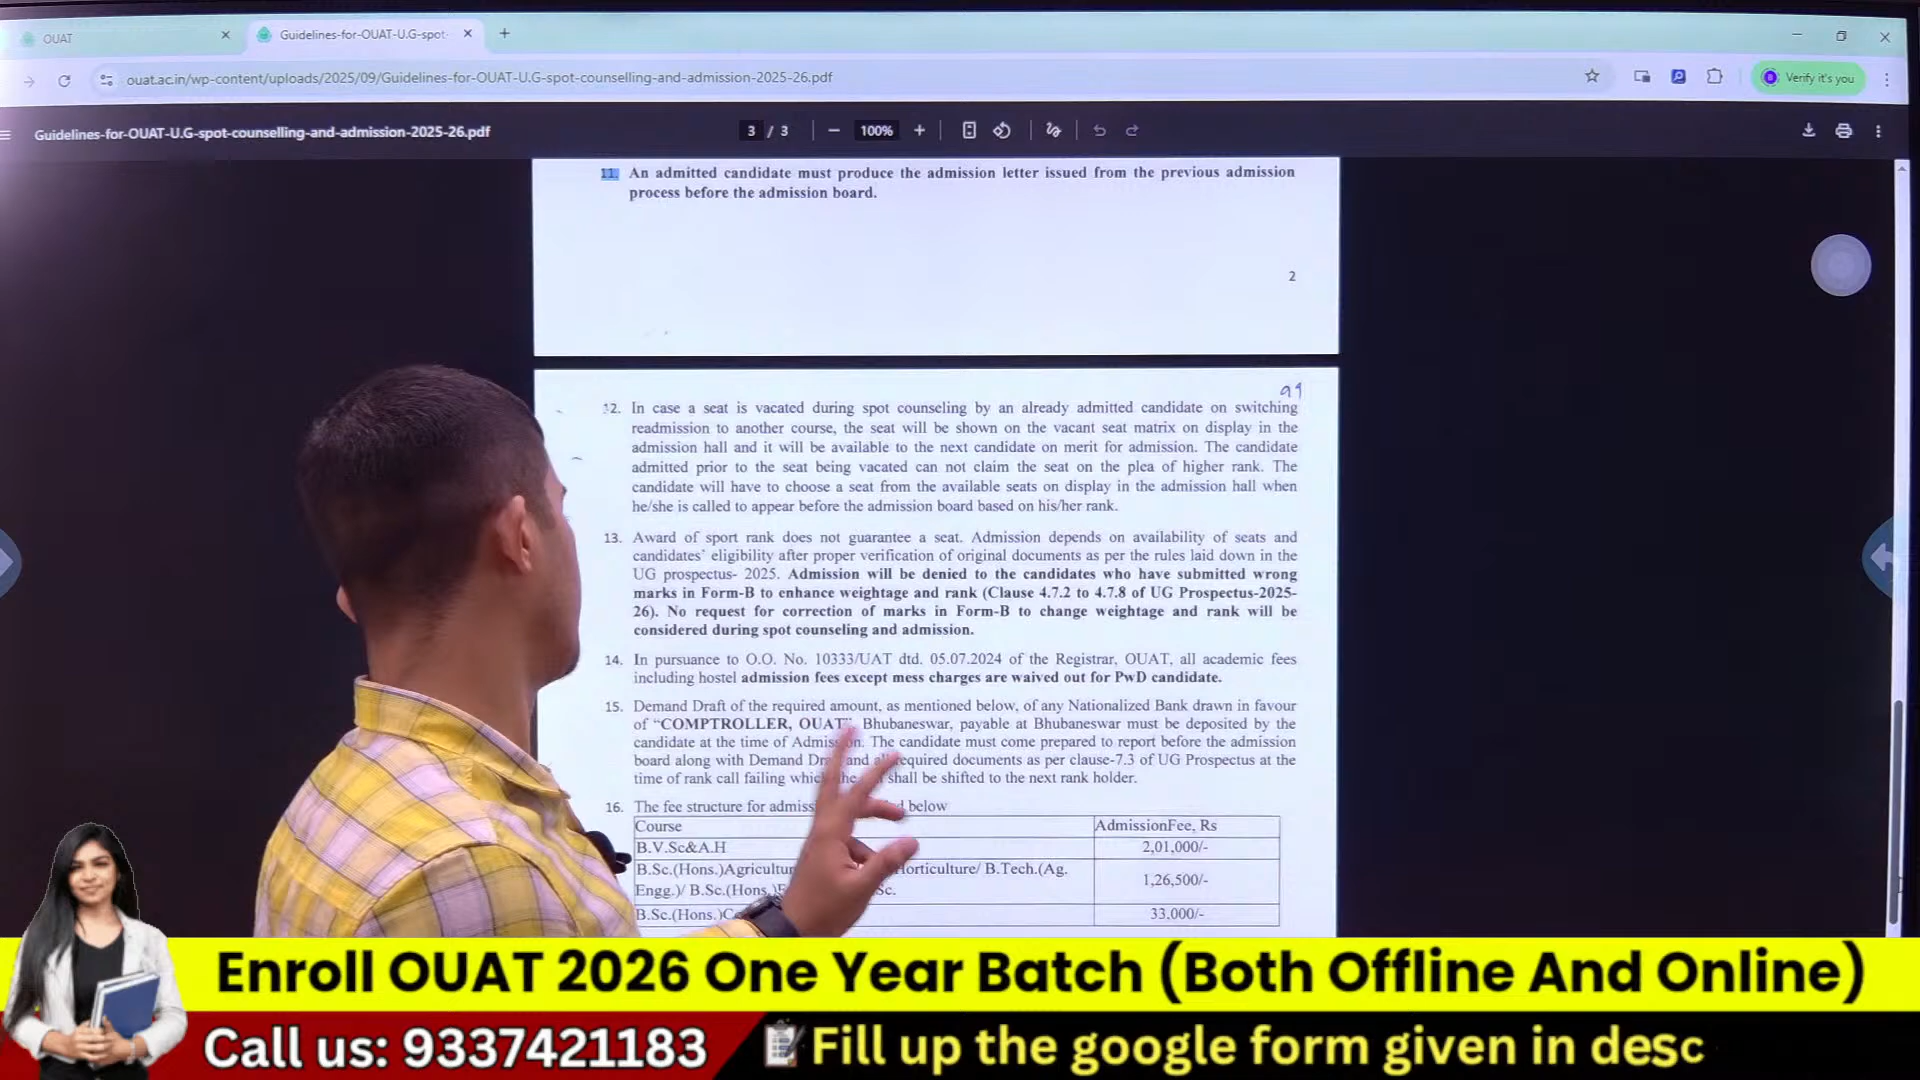 OUAT
Guidelines-for-OUAT-U.G-spot-
ouat.ac.in/wp-content/uploads/2025/09/Guidelines-for-OUAT-U.G-spot-counselling-and-admission-2025-26.pdf
Verify it's you
Guidelines-for-OUAT-U.G-spot-counselling-and-admission-2025-26.pdf
3 / 3
100%
11. An admitted candidate must produce the admission letter issued from the previous admission
process before the admission board.
2
12. In case a seat is vacated during spot counseling by an already admitted candidate on switching
readmission to another course, the seat will be shown on the vacant seat matrix on display in the
admission hall and it will be available to the next candidate on merit for admission. The candidate
admitted prior to the seat being vacated can not claim the seat on the plea of higher rank. The
candidate will have to choose a seat from the available seats on display in the admission hall when
he/she is called to appear before the admission board based on his/her rank.
13. Award of sport rank does not guarantee a seat. Admission depends on availability of seats and
candidates' eligibility after proper verification of original documents as per the rules laid down in the
UG prospectus- 2025. Admission will be denied to the candidates who have submitted wrong
marks in Form-B to enhance weightage and rank (Clause 4.7.2 to 4.7.8 of UG Prospectus-2025-
26). No request for correction of marks in Form-B to change weightage and rank will be
considered during spot counseling and admission.
14. In pursuance to O.O. No. 10333/UAT dtd. 05.07.2024 of the Registrar, OUAT, all academic fees
including hostel admission fees except mess charges are waived out for PwD candidate.
15. Demand Draft of the required amount, as mentioned below, of any Nationalized Bank drawn in favour
of "COMPTROLLER, OUAT", Bhubaneswar, payable at Bhubaneswar must be deposited by the
candidate at the time of Admission. The candidate must come prepared to report before the admission
board along with Demand and required documents as per clause-7.3 of UG Prospectus at the
time of rank call failing which shall be shifted to the next rank holder.
16. The fee structure for below
Course AdmissionFee, Rs
B.V.Sc&A.H 2,01,000/-
B.Sc.(Hons.) Horticulture/ B.Tech.(Ag.
Engg.)/ B.Sc.(Hons.) 1,26,500/-
B.Sc.(Hons.) 33,000/-
Enroll OUAT 2026 One Year Batch (Both Offline And Online)
Call us: 9337421183
Fill up the google form given in desc